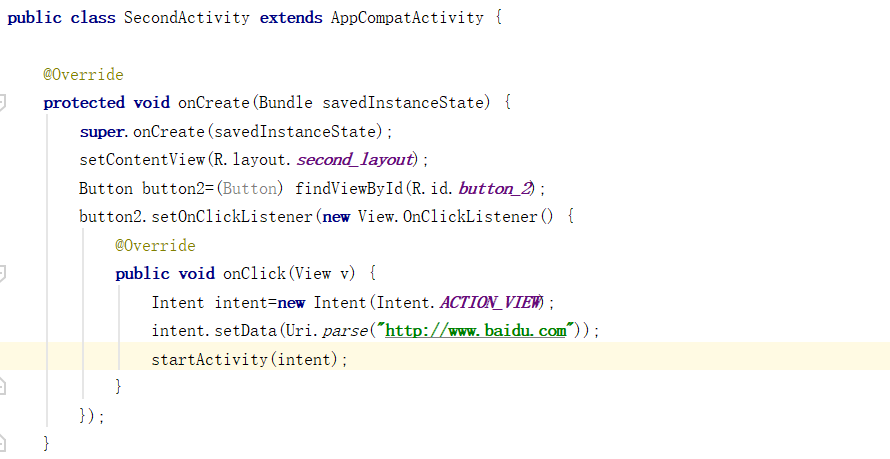 public class SecondActivity extends AppCompatActivity {
@Override
protected void onCreate(Bundle savedInstanceState) {
super.onCreate(savedInstanceState);
setContentView(R.layout.second_layout);
Button button2=(Button) findViewById(R.id.button_2);
button2.setOnClickListener(new View.OnClickListener() {
@Override
public void onClick(View v) {
Intent intent=new Intent(Intent.ACTION_VIEW);
intent.setData(Uri.parse("http://www.baidu.com"));
startActivity(intent);
}
});
}